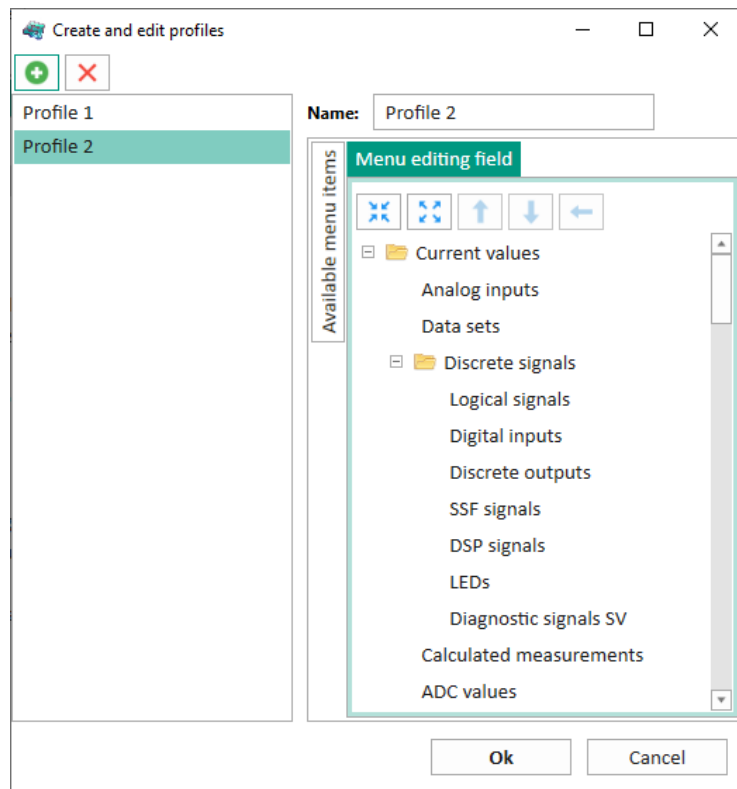 Create and edit profiles
Profile 1
Profile 2
Name: Profile 2
Available menu items
Menu editing field
Current values
Analog inputs
Data sets
Discrete signals
Logical signals
Digital inputs
Discrete outputs
SSF signals
DSP signals
LEDs
Diagnostic signals SV
Calculated measurements
ADC values
Ok
Cancel